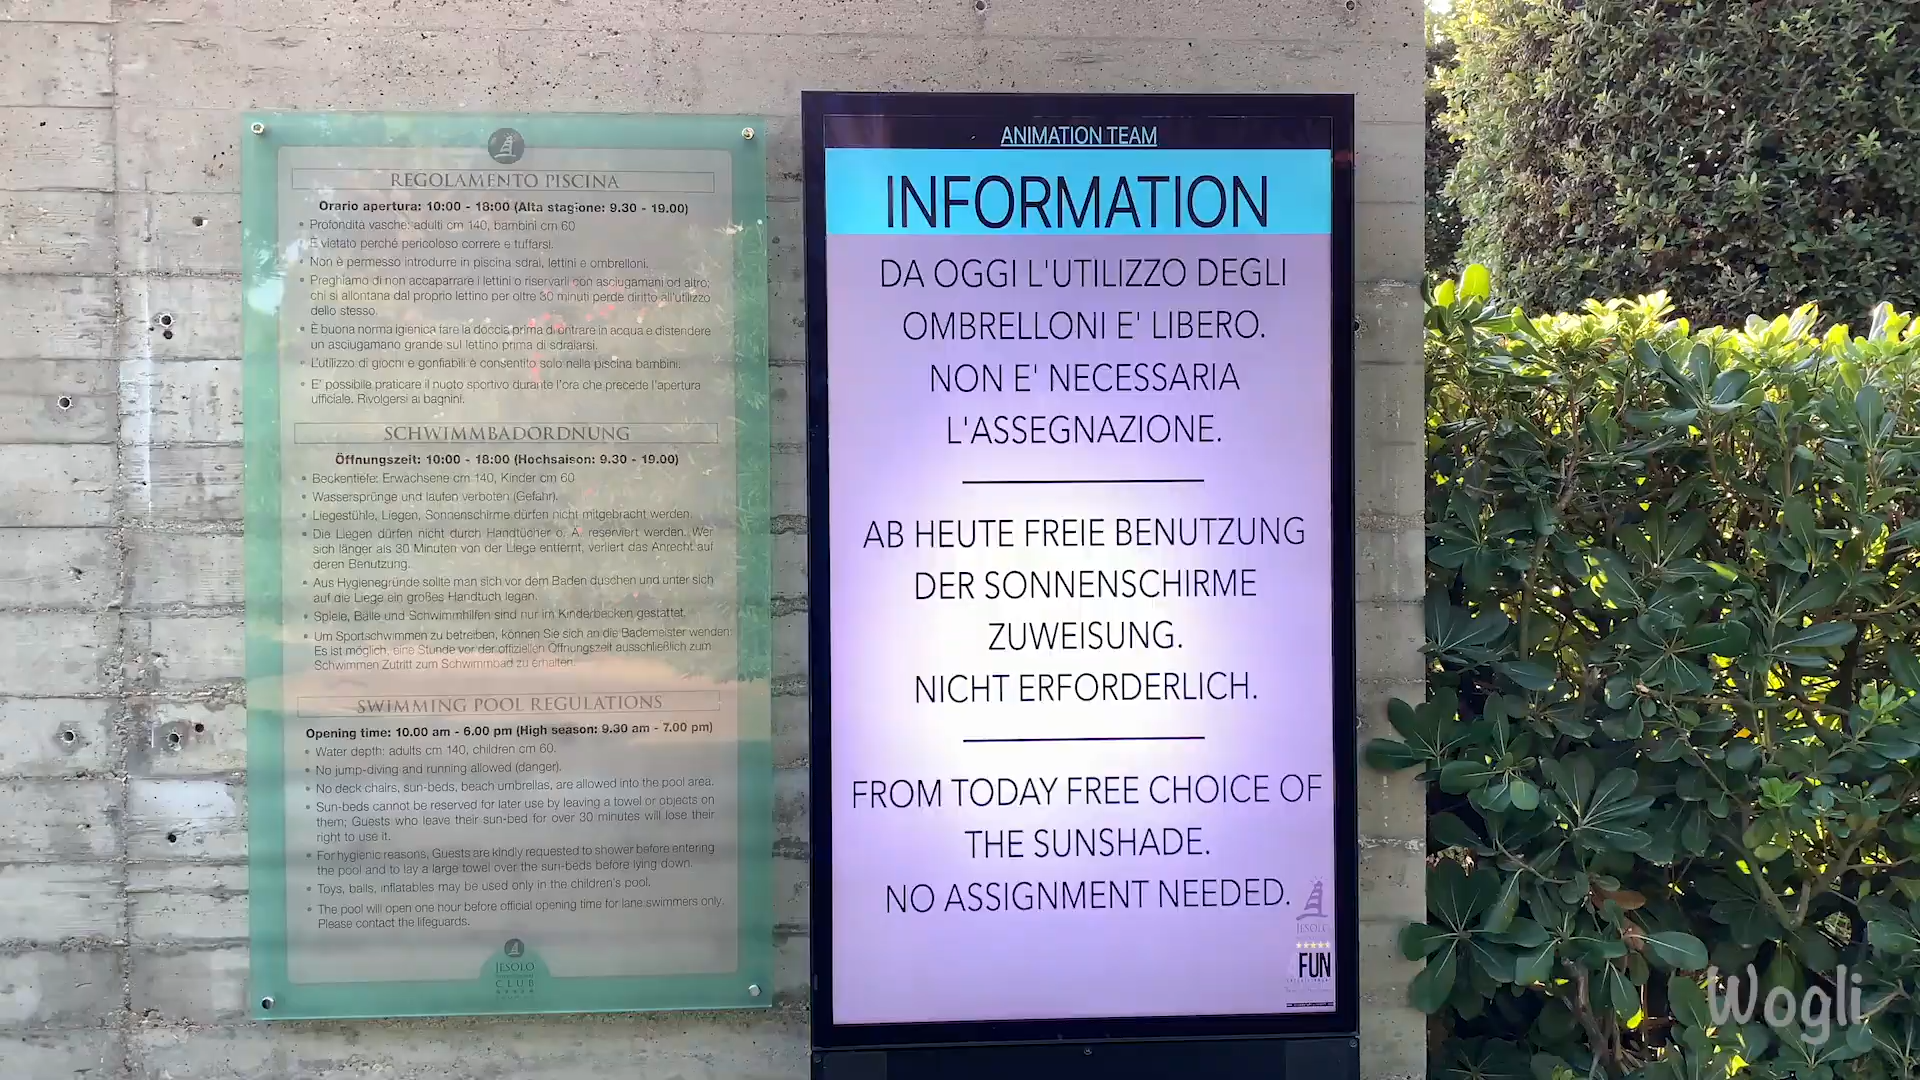 REGOLAMENTO PISCINA
Orario apertura: 10:00 - 18:00 (Alta stagione: 9.30 - 19.00)
• Profondità vasche: adulti cm 140, bambini cm 60
• È vietato perchè pericoloso correre e tuffarsi.
• Non è permesso introdurre in piscina sdrai, lettini e ombrelloni.
• Preghiamo di non accaparrare i lettini o riservarli con asciugamani od altro;
chi si allontana dal proprio lettino per oltre 30 minuti perde diritto all'utilizzo
dello stesso.
• È buona norma igienica fare la doccia prima di entrare in acqua e distendere
un asciugamano grande sul lettino prima di sdraiarsi.
• L'utilizzo di giochi e gonfiabili è consentito solo nella piscina bambini.
• E' possibile praticare il nuoto sportivo durante l'ora che precede l'apertura
ufficiale. Rivolgersi ai bagnini.
SCHWIMMBADORDNUNG
Öffnungszeit: 10:00 - 18:00 (Hochsaison: 9.30 - 19.00)
• Beckentiefe: Erwachsene cm 140, Kinder cm 60
• Wassersprünge und laufen verboten (Gefahr).
• Liegestühle, Liegen, Sonnenschirme dürfen nicht mitgebracht werden.
• Die Liegen dürfen nicht durch Handtücher o. Ä. reserviert werden. Wer
sich länger als 30 Minuten von der Liege entfernt, verliert das Anrecht auf
deren Benutzung.
• Aus Hygienegründe sollte man sich vor dem Baden duschen und unter sich
auf die Liege ein großes Handtuch legen.
• Spiele, Bälle und Schwimmhilfen sind nur im Kinderbecken gestattet.
• Um Sportschwimmen zu betreiben, können Sie sich an die Bademeister wenden:
Es ist möglich, eine Stunde vor der offiziellen Öffnungszeit ausschließlich zum
Schwimmen Zutritt zum Schwimmbad zu erhalten.
SWIMMING POOL REGULATIONS
Opening time: 10.00 am - 6.00 pm (High season: 9.30 am - 7.00 pm)
• Water depth: adults cm 140, children cm 60.
• No jump-diving and running allowed (danger).
• No deck chairs, sun-beds, beach umbrellas, are allowed into the pool area.
• Sun-beds cannot be reserved for later use by leaving a towel or objects on
them; Guests who leave their sun-bed for over 30 minutes will lose their
right to use it.
• For hygienic reasons, Guests are kindly requested to shower before entering
the pool and to lay a large towel over the sun-beds before lying down.
• Toys, balls, inflatables may be used only in the children's pool.
• The pool will open one hour before official opening time for lane swimmers only.
Please contact the lifeguards.
JESOLO
CLUB
ANIMATION TEAM
INFORMATION
DA OGGI L'UTILIZZO DEGLI
OMBRELLONI E' LIBERO.
NON E' NECESSARIA
L'ASSEGNAZIONE.
AB HEUTE FREIE BENUTZUNG
DER SONNENSCHIRME
ZUWEISUNG.
NICHT ERFORDERLICH.
FROM TODAY FREE CHOICE OF
THE SUNSHADE.
NO ASSIGNMENT NEEDED.
JESOLO
FUN
Wogli